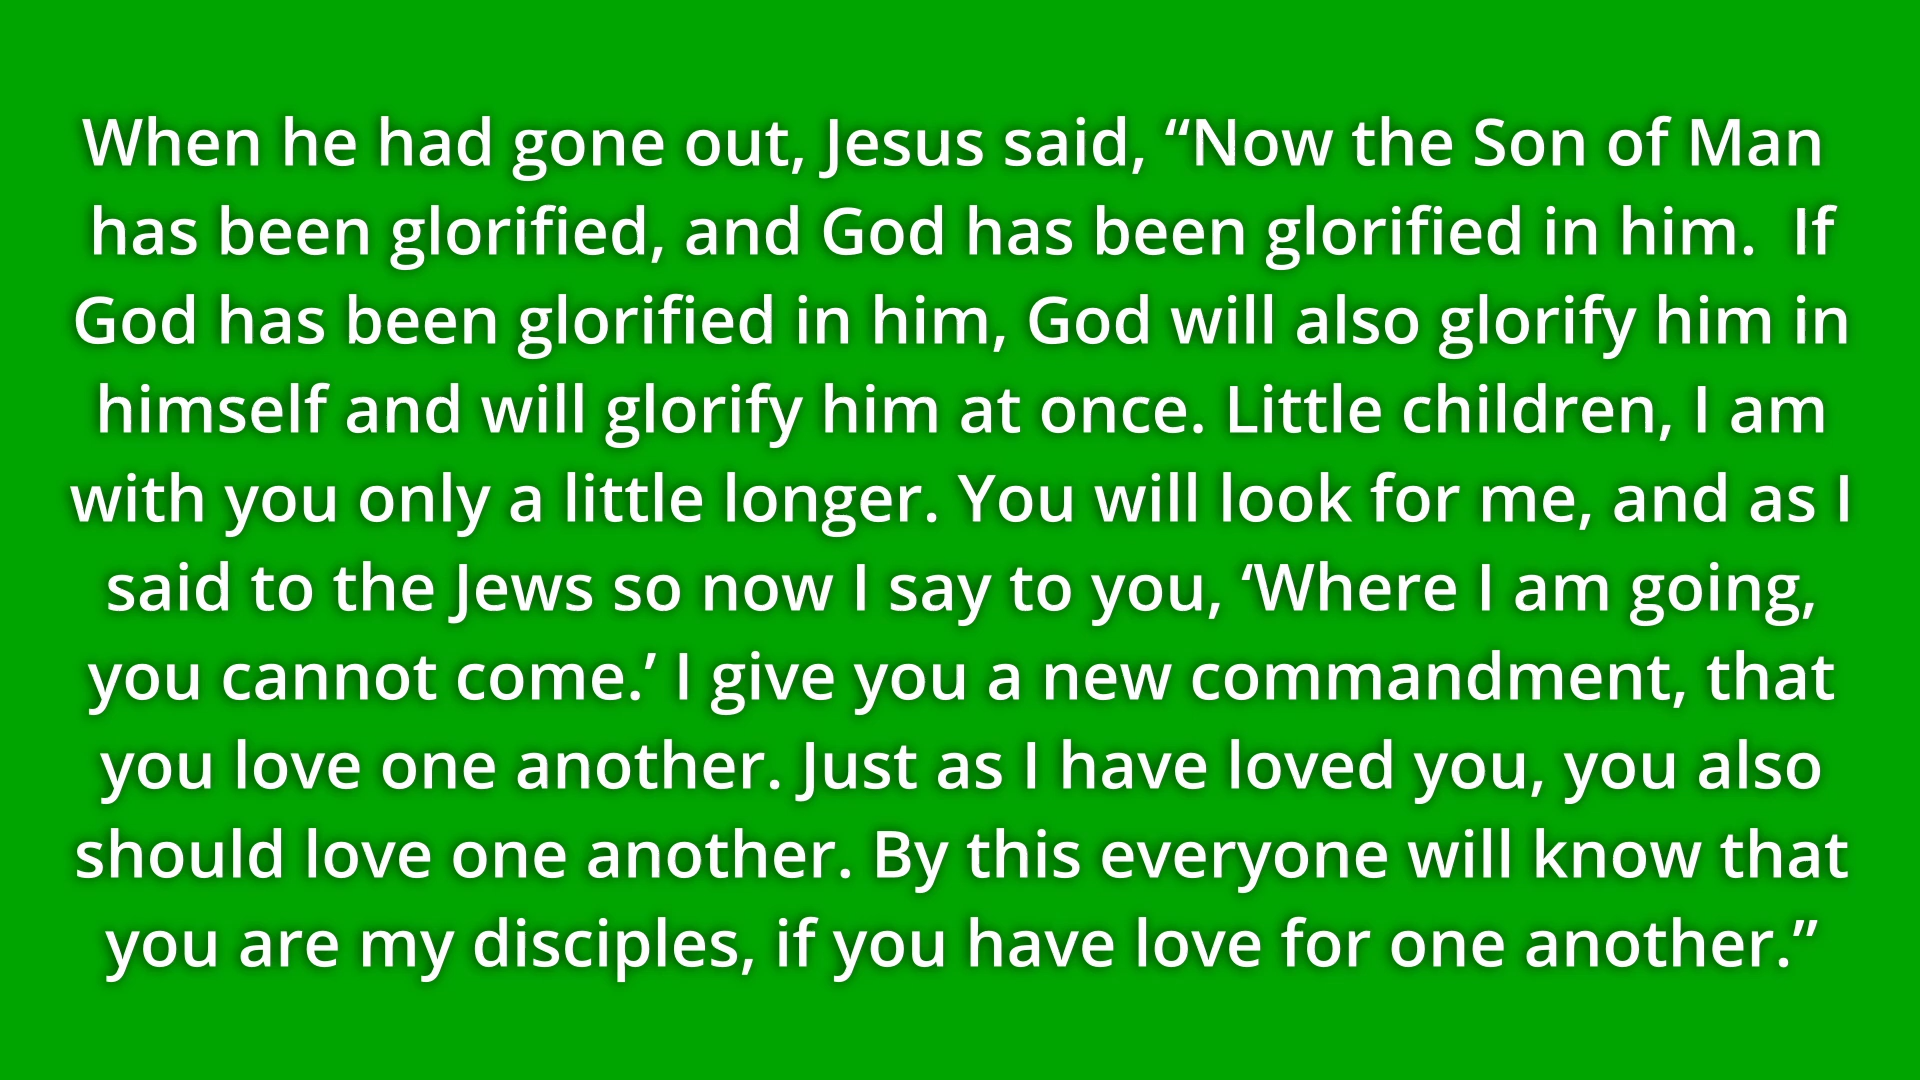 When he had gone out, Jesus said, “Now the Son of Man
has been glorified, and God has been glorified in him.  If
God has been glorified in him, God will also glorify him in
himself and will glorify him at once. Little children, I am
with you only a little longer. You will look for me, and as I
said to the Jews so now I say to you, ‘Where I am going,
you cannot come.’ I give you a new commandment, that
you love one another. Just as I have loved you, you also
should love one another. By this everyone will know that
you are my disciples, if you have love for one another.”